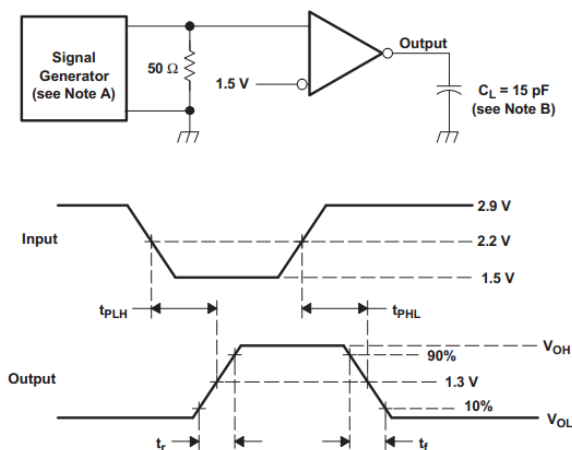 Signal
Generator
(see Note A)
50 Ω
1.5 V
Output
CL = 15 pF
(see Note B)
Input
2.9 V
2.2 V
1.5 V
tPLH
tPHL
Output
VOH
90%
1.3 V
10%
VOL
tr
tf